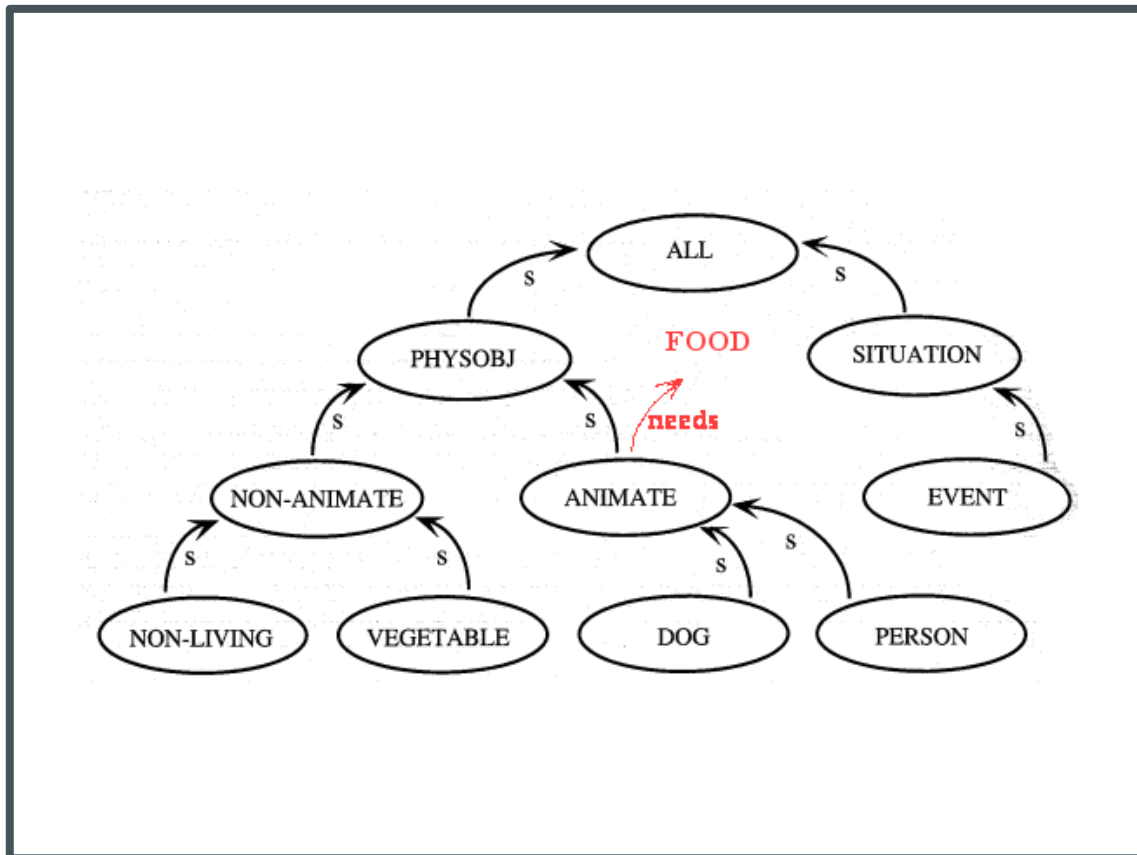 ALL
s
s
FOOD
PHYSOBJ
SITUATION
needs
s
s
s
NON-ANIMATE
ANIMATE
EVENT
s
s
s
s
NON-LIVING
VEGETABLE
DOG
PERSON